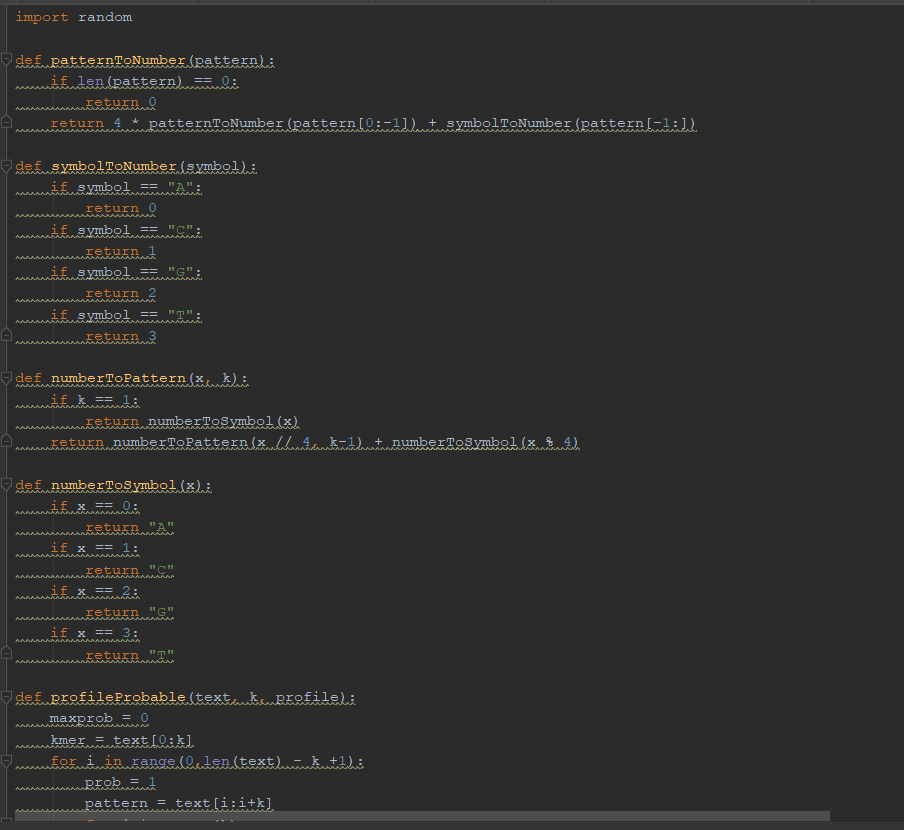 import random
def patternToNumber(pattern):
    if len(pattern) == 0:
        return 0
    return 4 * patternToNumber(pattern[0:-1]) + symbolToNumber(pattern[-1:])
def symbolToNumber(symbol):
    if symbol == "A":
        return 0
    if symbol == "C":
        return 1
    if symbol == "G":
        return 2
    if symbol == "T":
        return 3
def numberToPattern(x, k):
    if k == 1:
        return numberToSymbol(x)
    return numberToPattern(x // 4, k-1) + numberToSymbol(x % 4)
def numberToSymbol(x):
    if x == 0:
        return "A"
    if x == 1:
        return "C"
    if x == 2:
        return "G"
    if x == 3:
        return "T"
def profileProbable(text, k, profile):
    maxprob = 0
    kmer = text[0:k]
    for i in range(0,len(text) - k +1):
        prob = 1
        pattern = text[i:i+k]